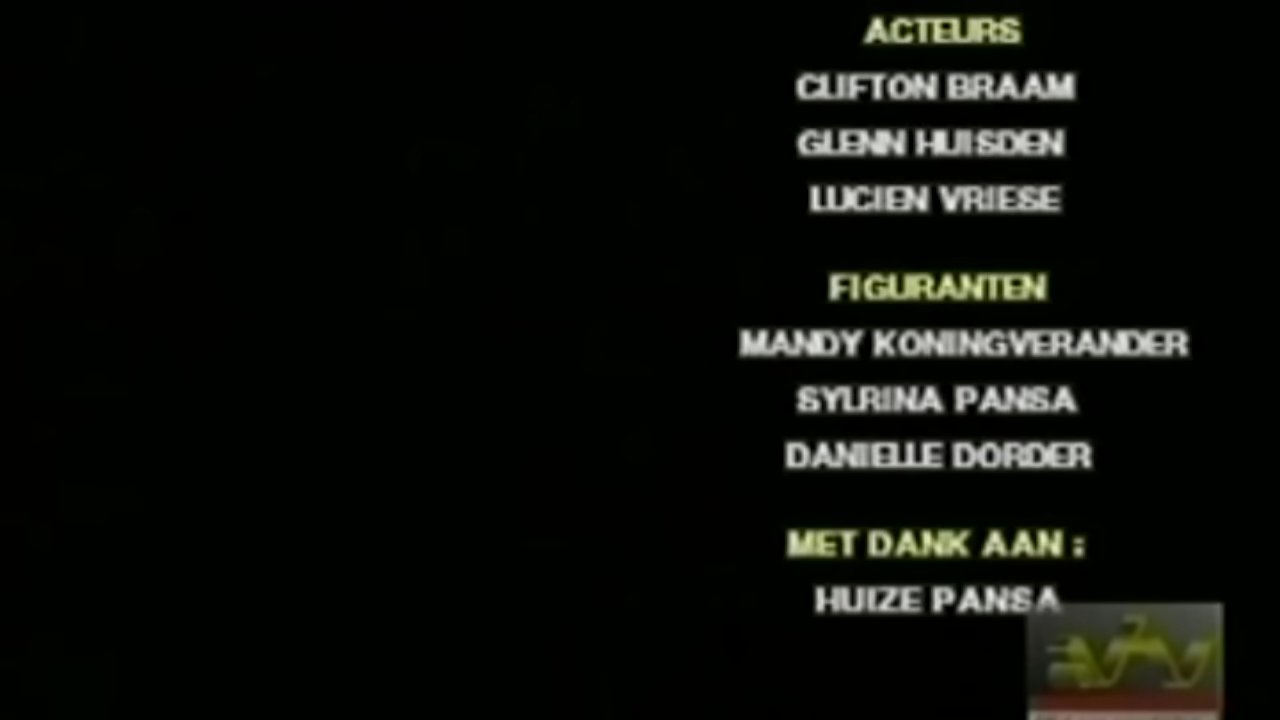 ACTEURS
CLIFTON BRAAM
GLENN HUISDEN
LUCIEN VRIESE
FIGURANTEN
MANDY KONINGVERANDER
SYLRINA PANSA
DANIELLE DORDER
MET DANK AAN :
HUIZE PANSA